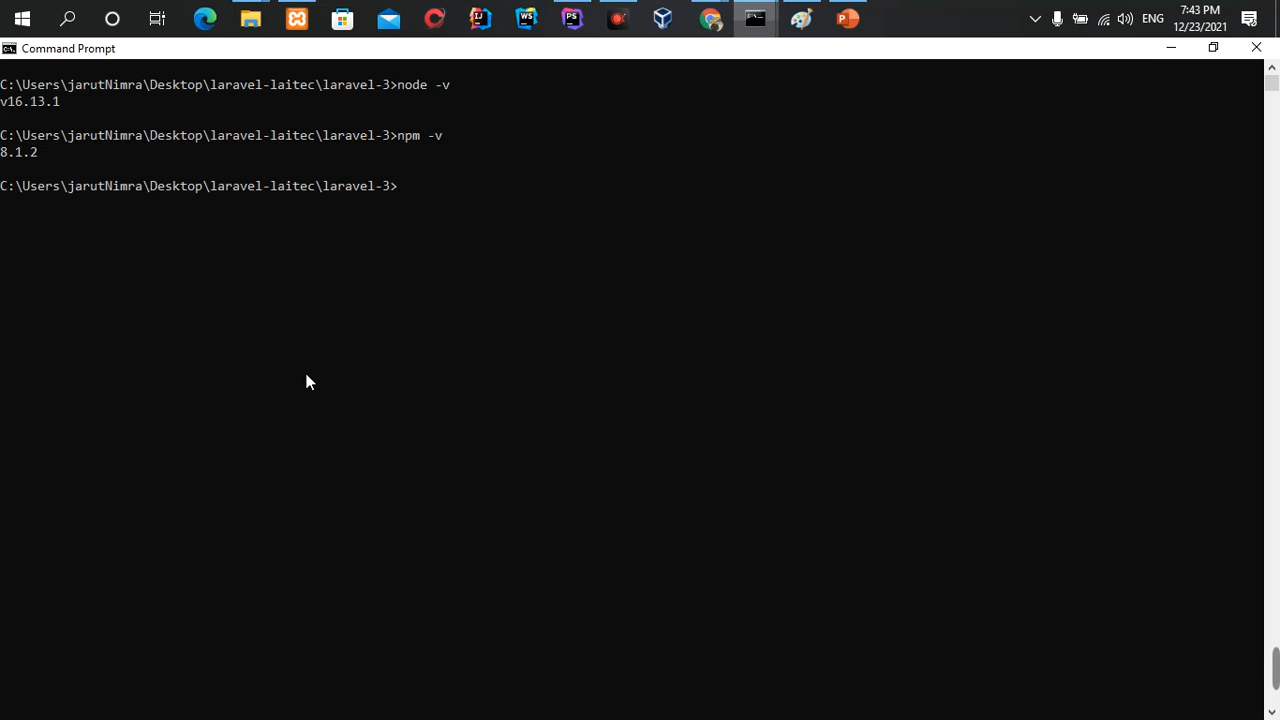 7:43 PM
ENG
12/23/2021
Command Prompt
C:\Users\jarutNimra\Desktop\laravel-laitec\laravel-3>node -v
v16.13.1
C:\Users\jarutNimra\Desktop\laravel-laitec\laravel-3>npm -v
8.1.2
C:\Users\jarutNimra\Desktop\laravel-laitec\laravel-3>